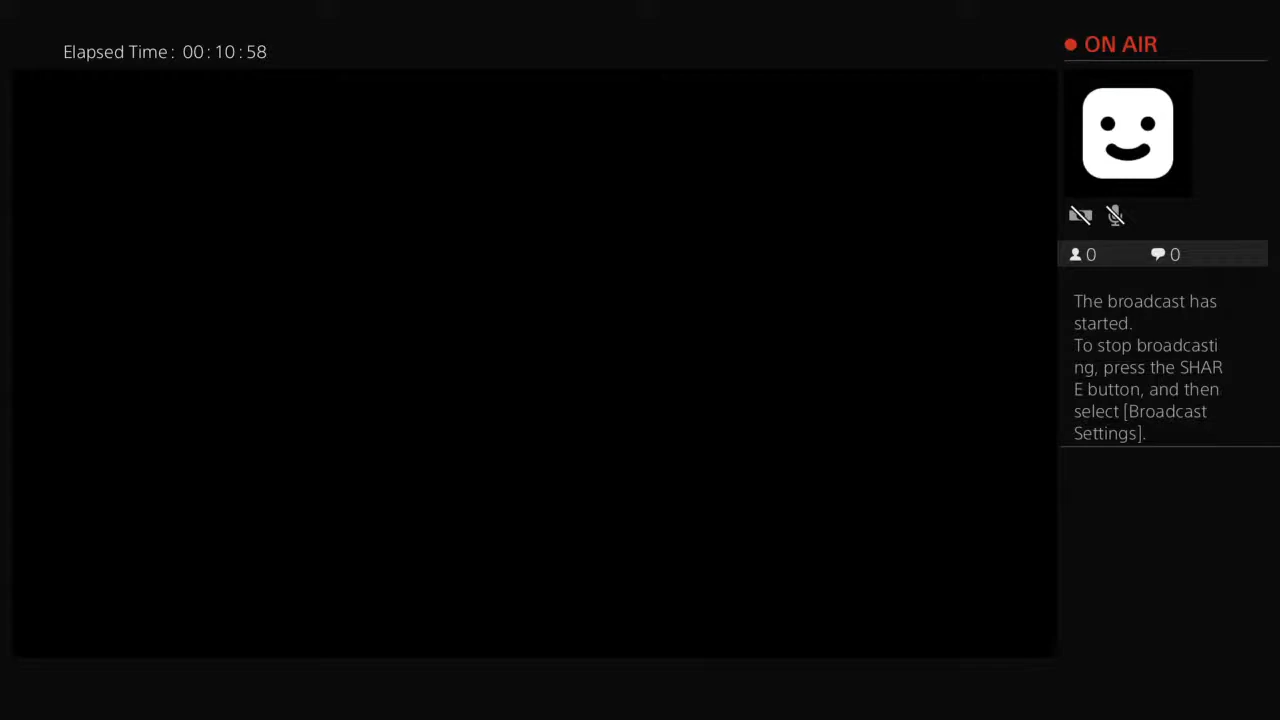 Elapsed Time: 00:10:58
ON AIR
0 0
The broadcast has
started.
To stop broadcasti
ng, press the SHAR
E button, and then
select [Broadcast
Settings].